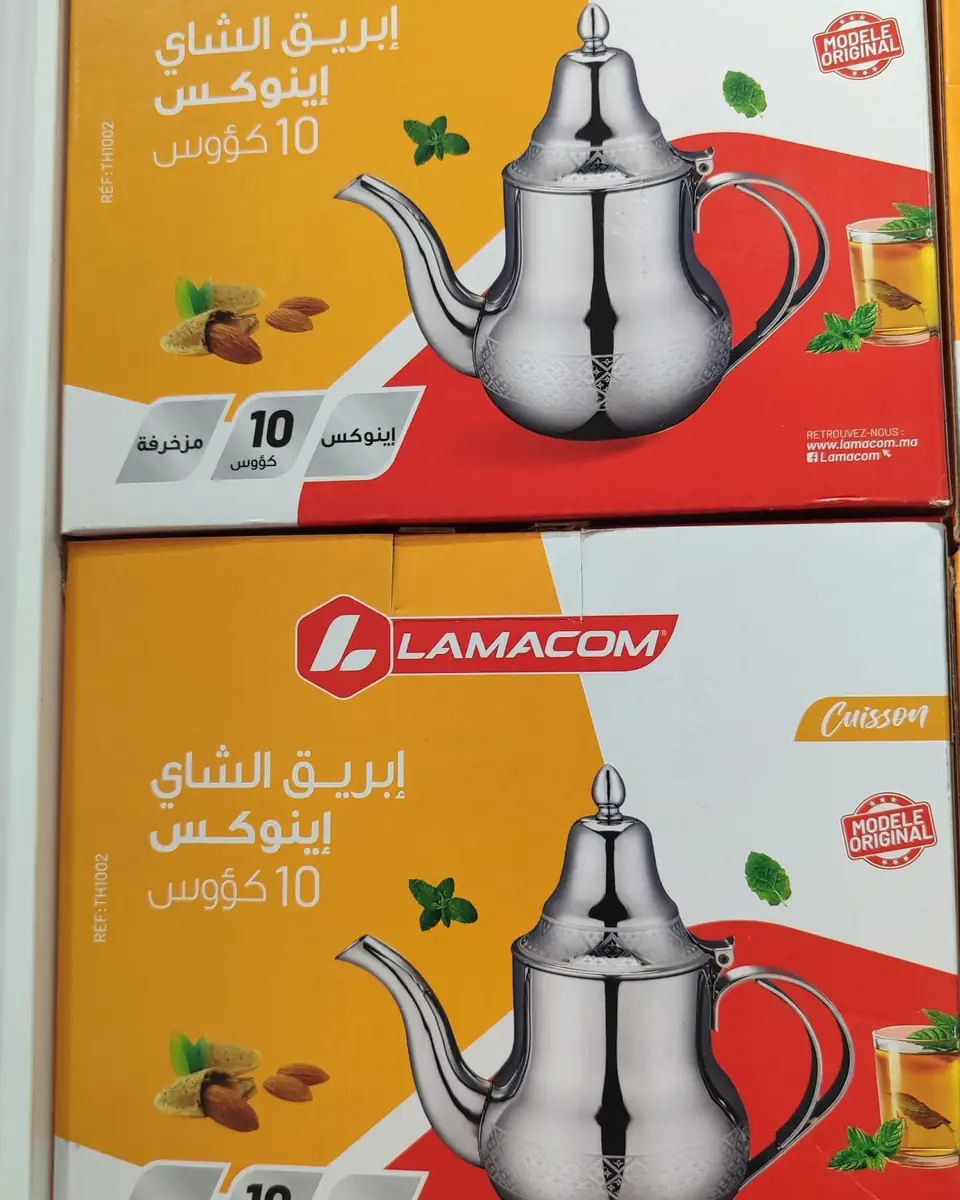 إبريق الشاي
إينوكس
10 كؤوس
RÉF:TH1002
MODELE
ORIGINAL
إينوكس
10
كؤوس
مزخرفة
RETROUVEZ-NOUS :
www.lamacom.ma
Lamacom
LAMACOM®
Cuisson
إبريق الشاي
إينوكس
10 كؤوس
RÉF:TH1002
MODELE
ORIGINAL
10